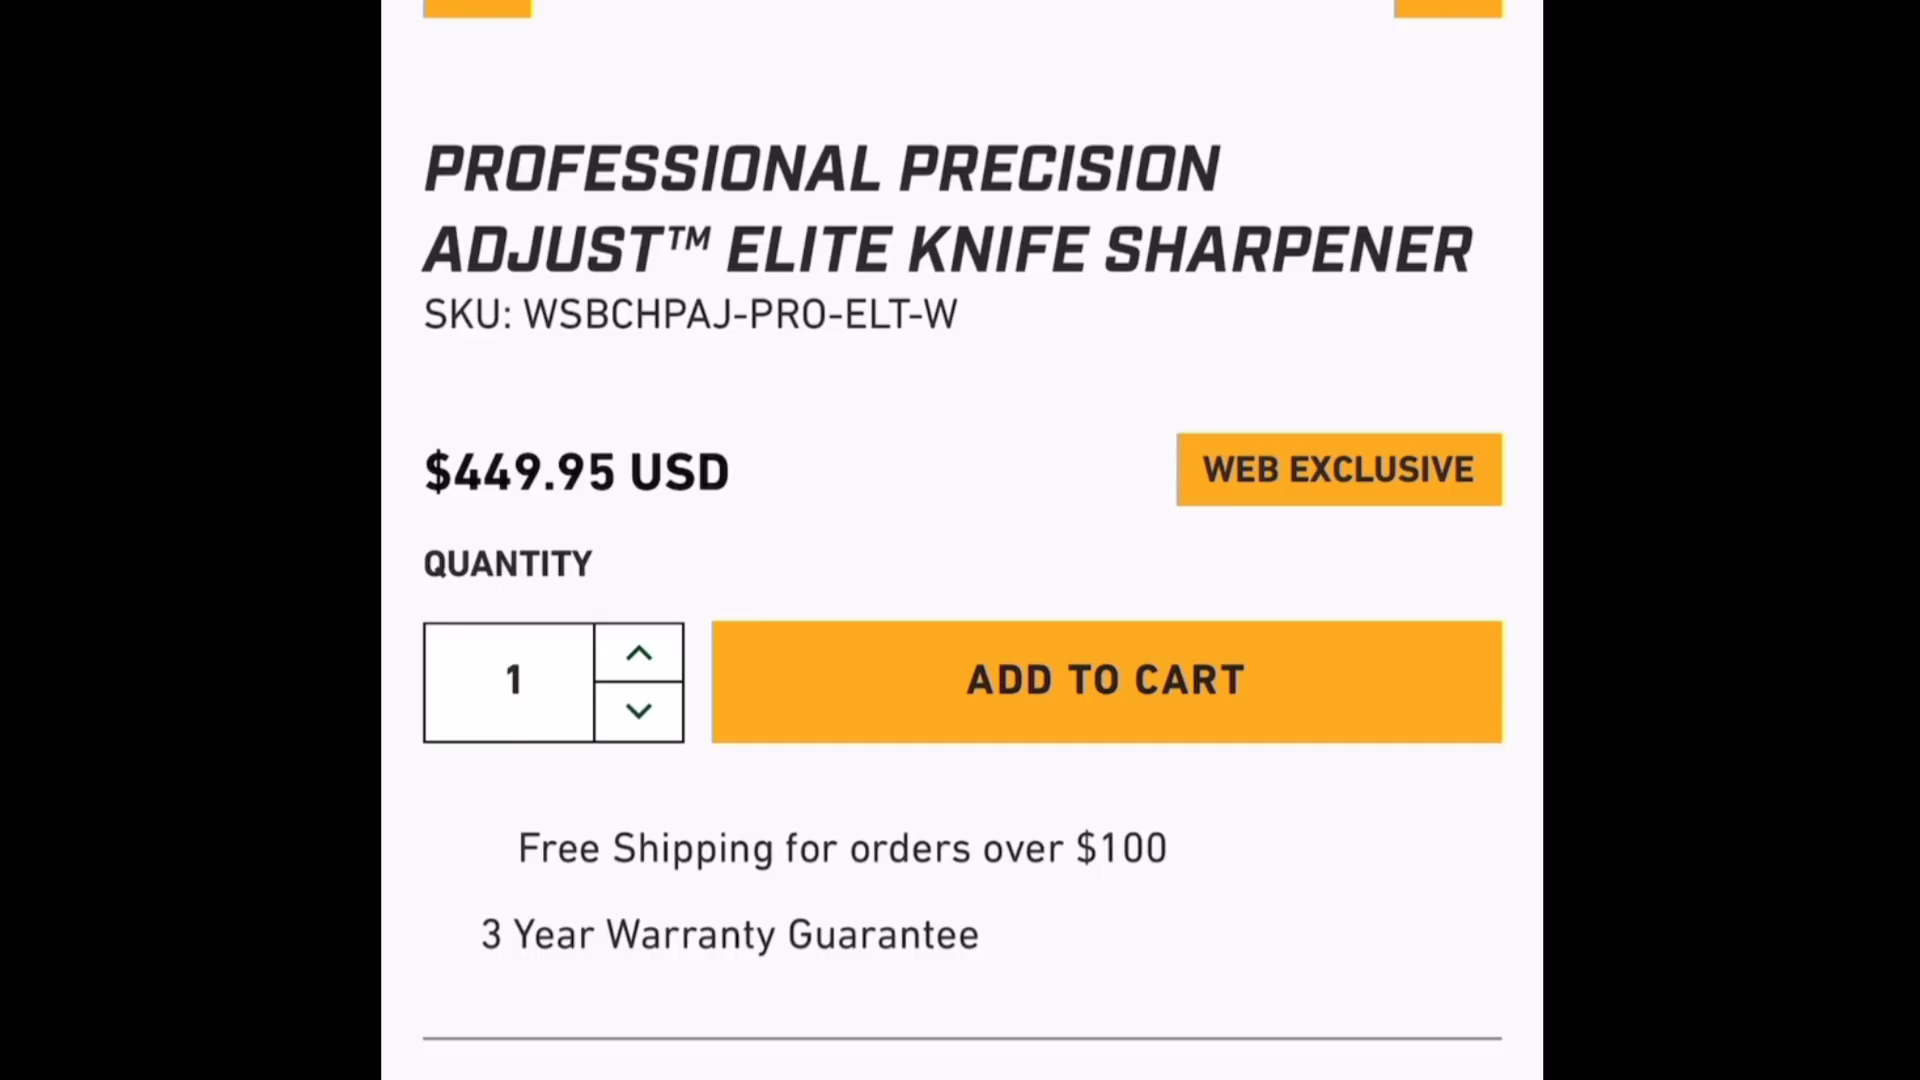 PROFESSIONAL PRECISION
ADJUST™ ELITE KNIFE SHARPENER
SKU: WSBCHPAJ-PRO-ELT-W
$449.95 USD
WEB EXCLUSIVE
QUANTITY
1
ADD TO CART
Free Shipping for orders over $100
3 Year Warranty Guarantee